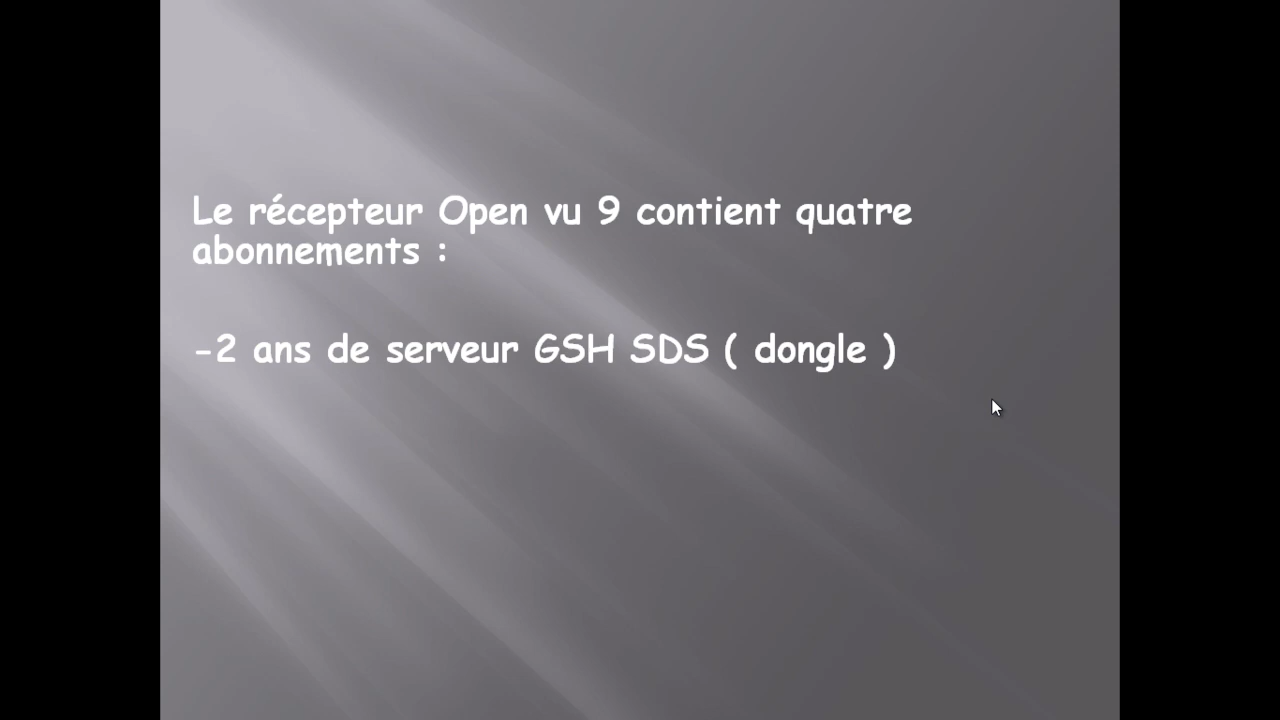 Le récepteur Open vu 9 contient quatre
abonnements :
-2 ans de serveur GSH SDS ( dongle )